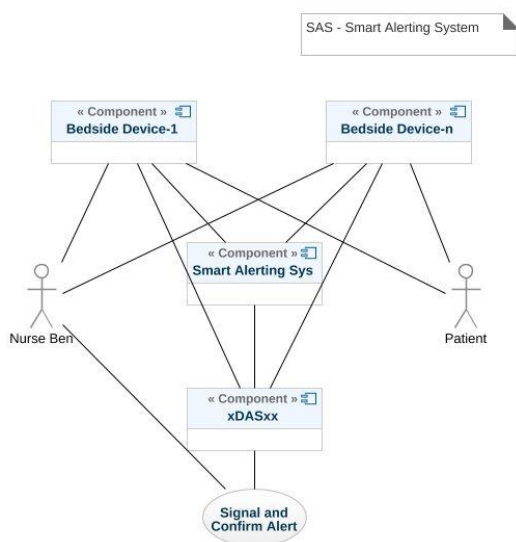 SAS - Smart Alerting System
« Component »
Bedside Device-1
« Component »
Bedside Device-n
« Component »
Smart Alerting Sys
Nurse Ben
Patient
« Component »
xDASxx
Signal and
Confirm Alert